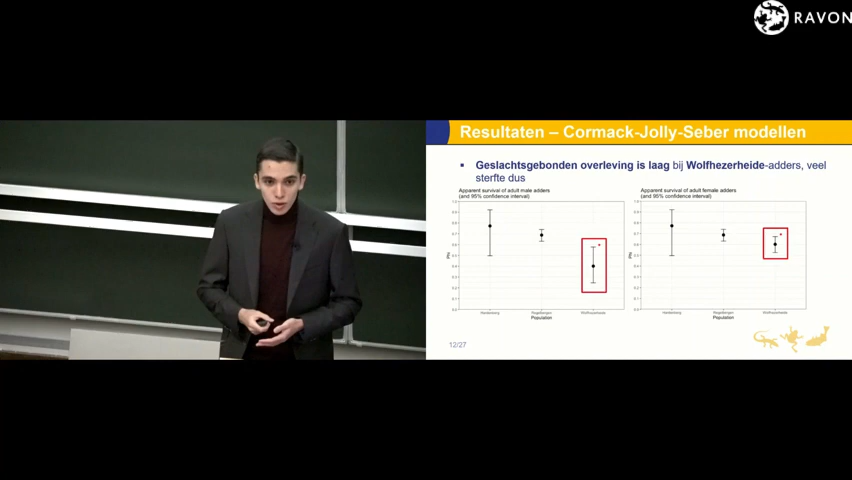 RAVON
Resultaten – Cormack-Jolly-Seber modellen
Geslachtsgebonden overleving is laag bij Wolfhezerheide-adders, veel
sterfte dus
Apparent survival of adult male adders
(and 95% confidence interval)
Apparent survival of adult female adders
(and 95% confidence interval)
Population
Wolfhezerheide
Population
Wolfhezerheide
12/27